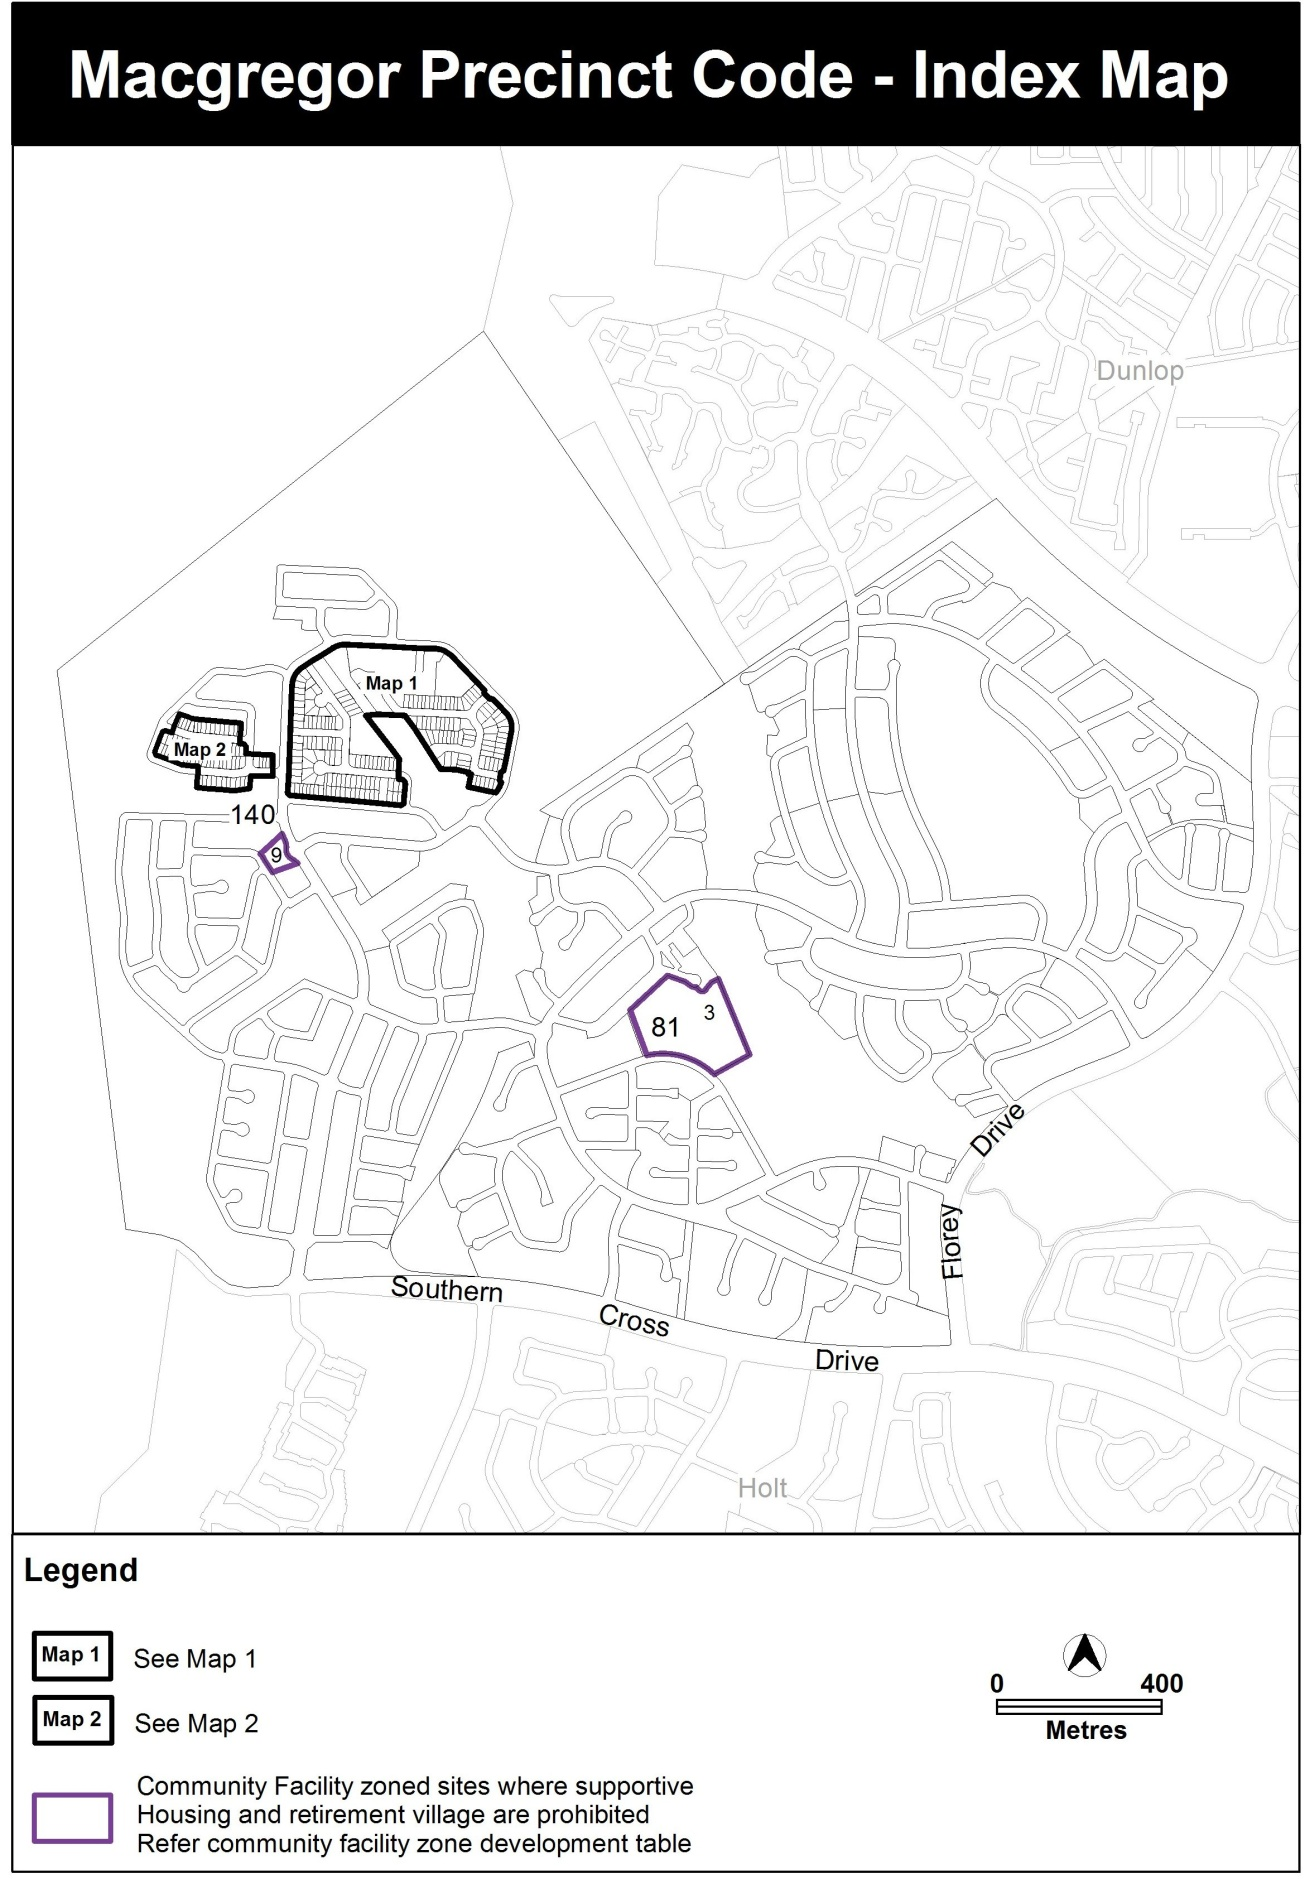 Macgregor Precinct Code - Index Map
Dunlop
Map 1
Map 2
140
9
3
81
Drive
Florey
Southern
Cross
Drive
Holt
Legend
Map 1 See Map 1
Map 2 See Map 2
0 400
Metres
Community Facility zoned sites where supportive
Housing and retirement village are prohibited
Refer community facility zone development table